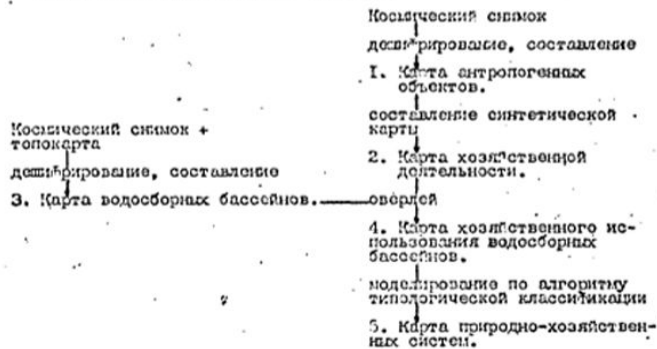 Космический снимок
дешифрирование, составление
1. Карта антропогенных
объектов.
составление синтетической
карты
2. Карта хозяйственной
деятельности.
Космический снимок +
топокарта
дешифрирование, составление
3. Карта водосборных бассейнов.
оверлей
4. Карта хозяйственного ис-
пользования водосборных
бассейнов.
моделирование по алгоритму
типологической классификации
5. Карта природно-хозяйствен-
ных систем.